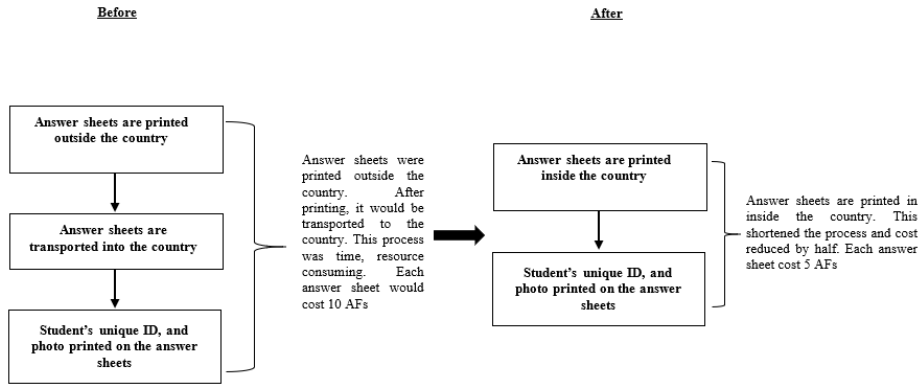 Before
Answer sheets are printed
outside the country
Answer sheets are
transported into the country
Student's unique ID, and
photo printed on the answer
sheets
Answer sheets were
printed outside the
country. After
printing, it would be
transported to the
country. This process
was time, resource
consuming. Each
answer sheet would
cost 10 AFs
After
Answer sheets are printed
inside the country
Student's unique ID, and
photo printed on the answer
sheets
Answer sheets are printed in
inside the country. This
shortened the process and cost
reduced by half. Each answer
sheet cost 5 AFs